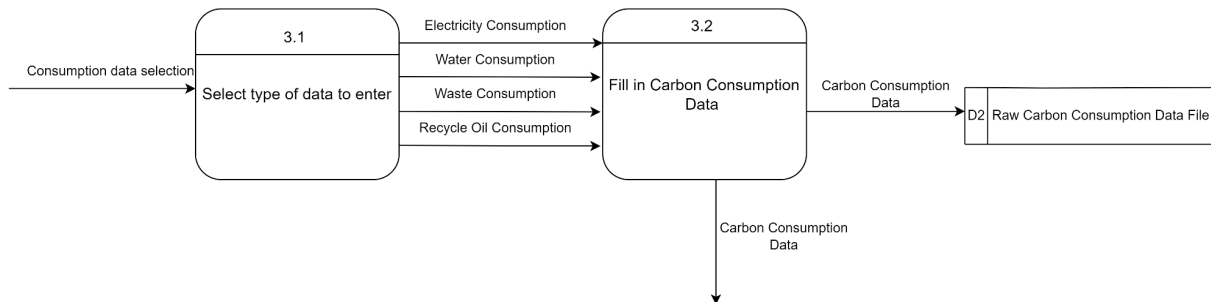 Consumption data selection
3.1
Select type of data to enter
Electricity Consumption
Water Consumption
Waste Consumption
Recycle Oil Consumption
3.2
Fill in Carbon Consumption
Data
Carbon Consumption
Data
D2
Raw Carbon Consumption Data File
Carbon Consumption
Data